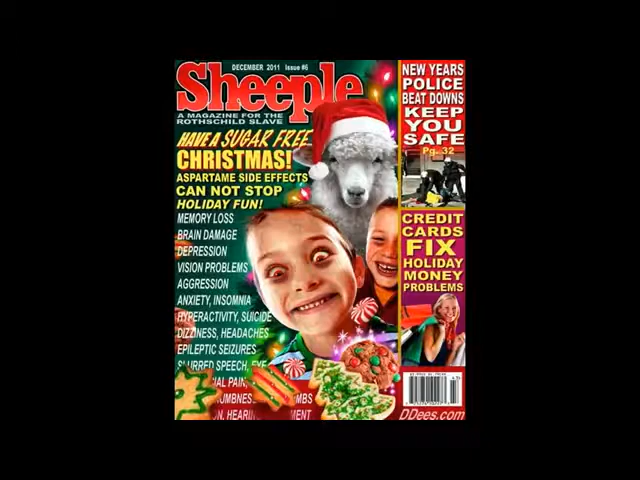 DECEMBER 2011 Issue #6
Sheeple
A MAGAZINE FOR THE
ROTHSCHILD SLAVE
HAVE A SUGAR FREE
CHRISTMAS!
ASPARTAME SIDE EFFECTS
CAN NOT STOP
HOLIDAY FUN!
MEMORY LOSS
BRAIN DAMAGE
DEPRESSION
VISION PROBLEMS
AGGRESSION
ANXIETY, INSOMNIA
HYPERACTIVITY, SUICIDE
DIZZINESS, HEADACHES
EPILEPTIC SEIZURES
SLURRED SPEECH, EYE
PAIN,
NEW YEARS
POLICE
BEAT DOWNS
KEEP
YOU
SAFE
Pg. 32
CREDIT
CARDS
FIX
HOLIDAY
MONEY
PROBLEMS
DDees.com